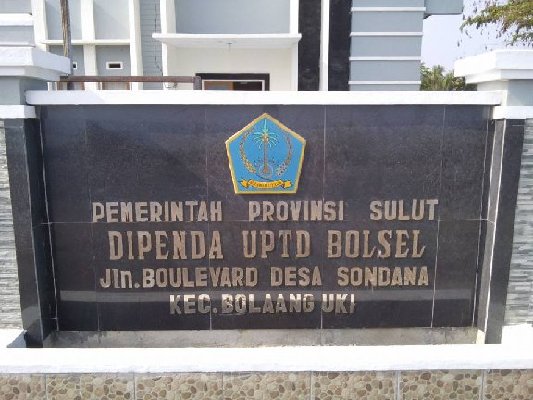 PEMERINTAH PROVINSI SULUT
DIPENDA UPTD BOLSEL
Jln.BOULEVARD DESA SONDANA
KEC.BOLAANG UKI